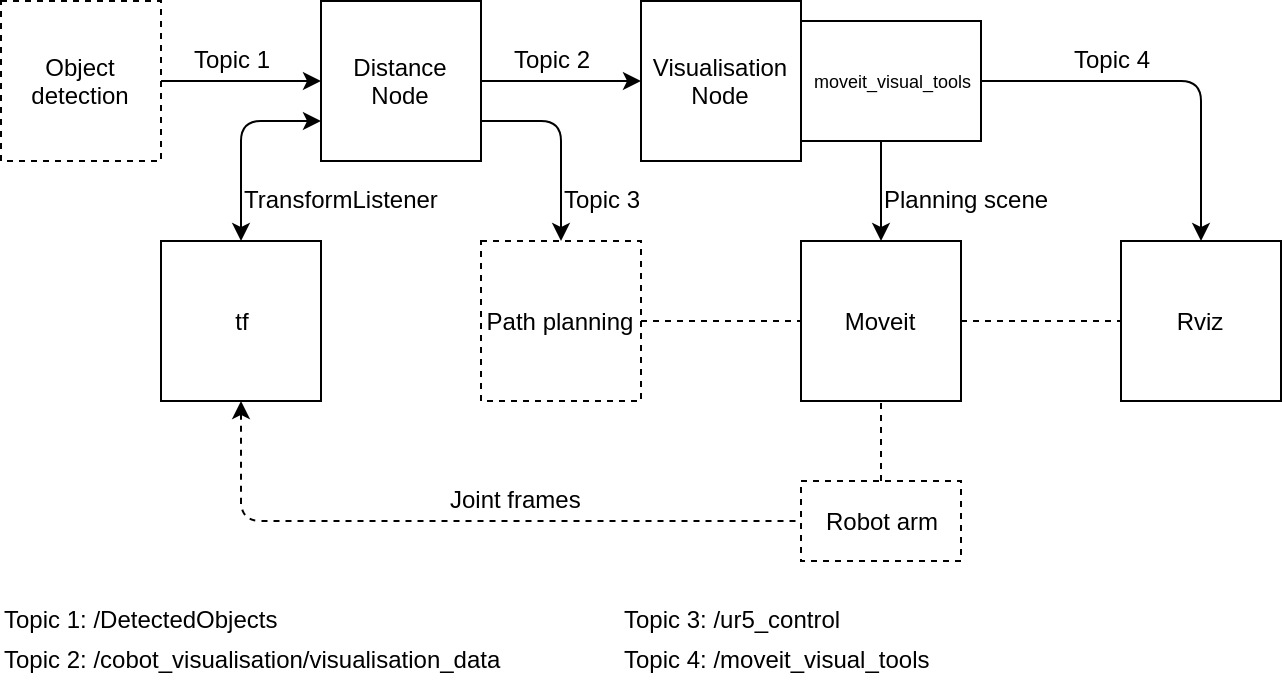 Object
detection
Topic 1
Distance
Node
Topic 2
Visualisation
Node
moveit_visual_tools
Topic 4
TransformListener
Topic 3
Planning scene
tf
Path planning
Moveit
Rviz
Joint frames
Robot arm
Topic 1: /DetectedObjects
Topic 3: /ur5_control
Topic 2: /cobot_visualisation/visualisation_data
Topic 4: /moveit_visual_tools